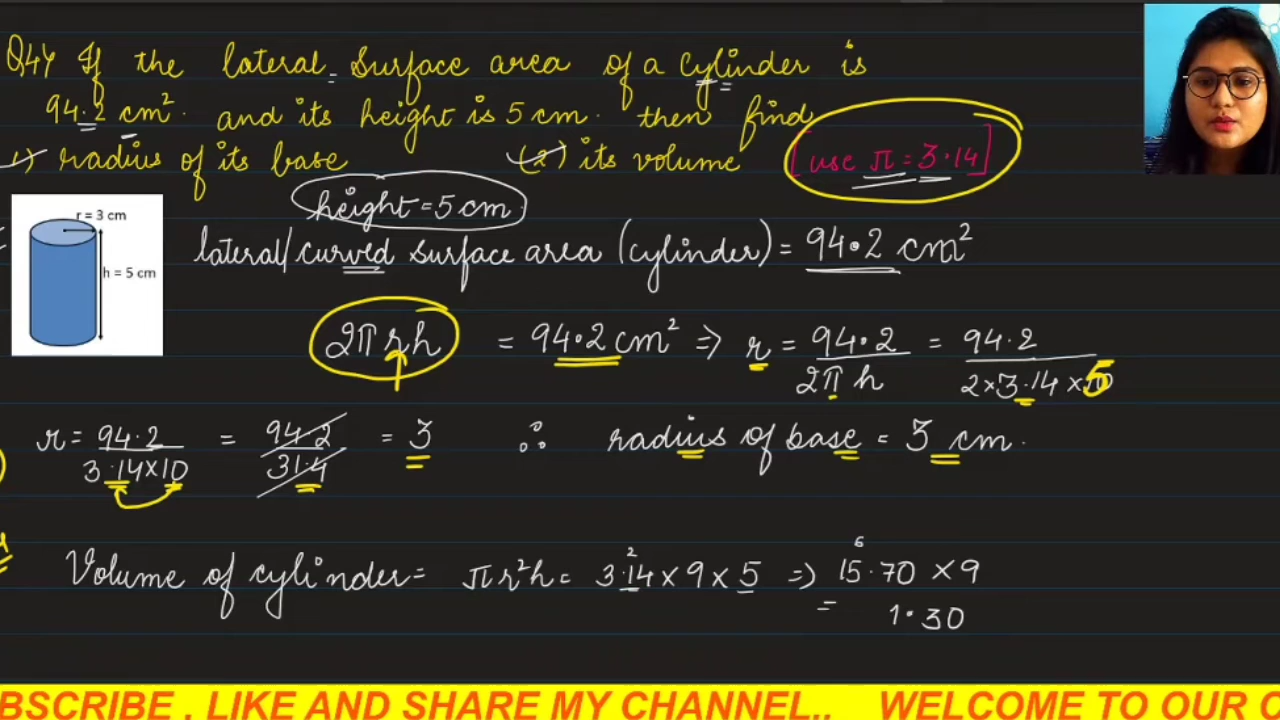 Q44 If the lateral surface area of a cylinder is
94.2 cm² and its height is 5 cm. then find
1) radius of its base (2) its volume [use π = 3.14]
height = 5 cm
r = 3 cm
h = 5 cm
lateral/curved surface area (cylinder) = 94.2 cm²
2πrh = 94.2 cm² => r = 94.2 / 2πh = 94.2 / 2×3.14×5
r = 94.2 / 3.14×10 = 94.2 / 31.4 = 3 ∴ radius of base = 3 cm.
Volume of cylinder = πr²h = 3.14 × 9 × 5 => 15.70 × 9
= 1.30
BSCRIBE , LIKE AND SHARE MY CHANNEL.. WELCOME TO OUR C